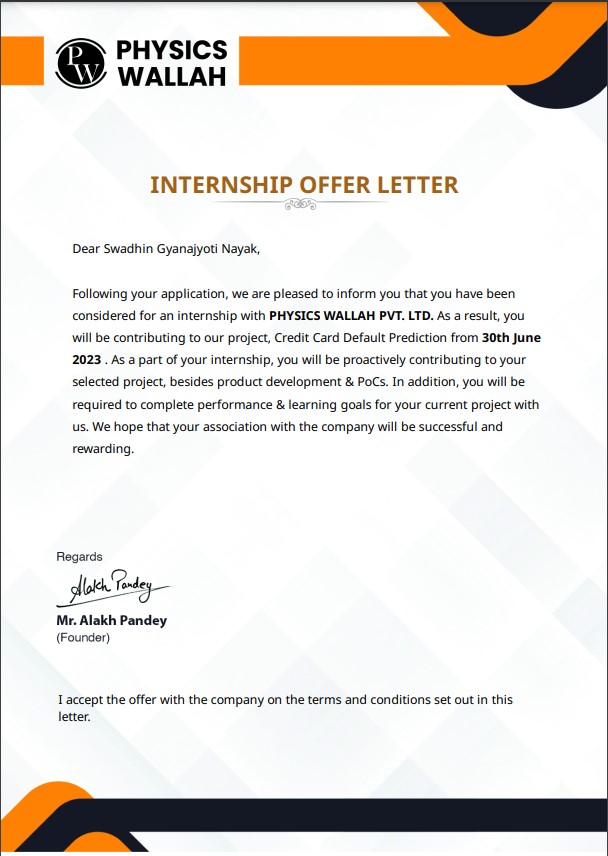 PW
PHYSICS
WALLAH
INTERNSHIP OFFER LETTER
Dear Swadhin Gyanajyoti Nayak,
Following your application, we are pleased to inform you that you have been
considered for an internship with PHYSICS WALLAH PVT. LTD. As a result, you
will be contributing to our project, Credit Card Default Prediction from 30th June
2023 . As a part of your internship, you will be proactively contributing to your
selected project, besides product development & PoCs. In addition, you will be
required to complete performance & learning goals for your current project with
us. We hope that your association with the company will be successful and
rewarding.
Regards
Alakh Pandey
Mr. Alakh Pandey
(Founder)
I accept the offer with the company on the terms and conditions set out in this
letter.